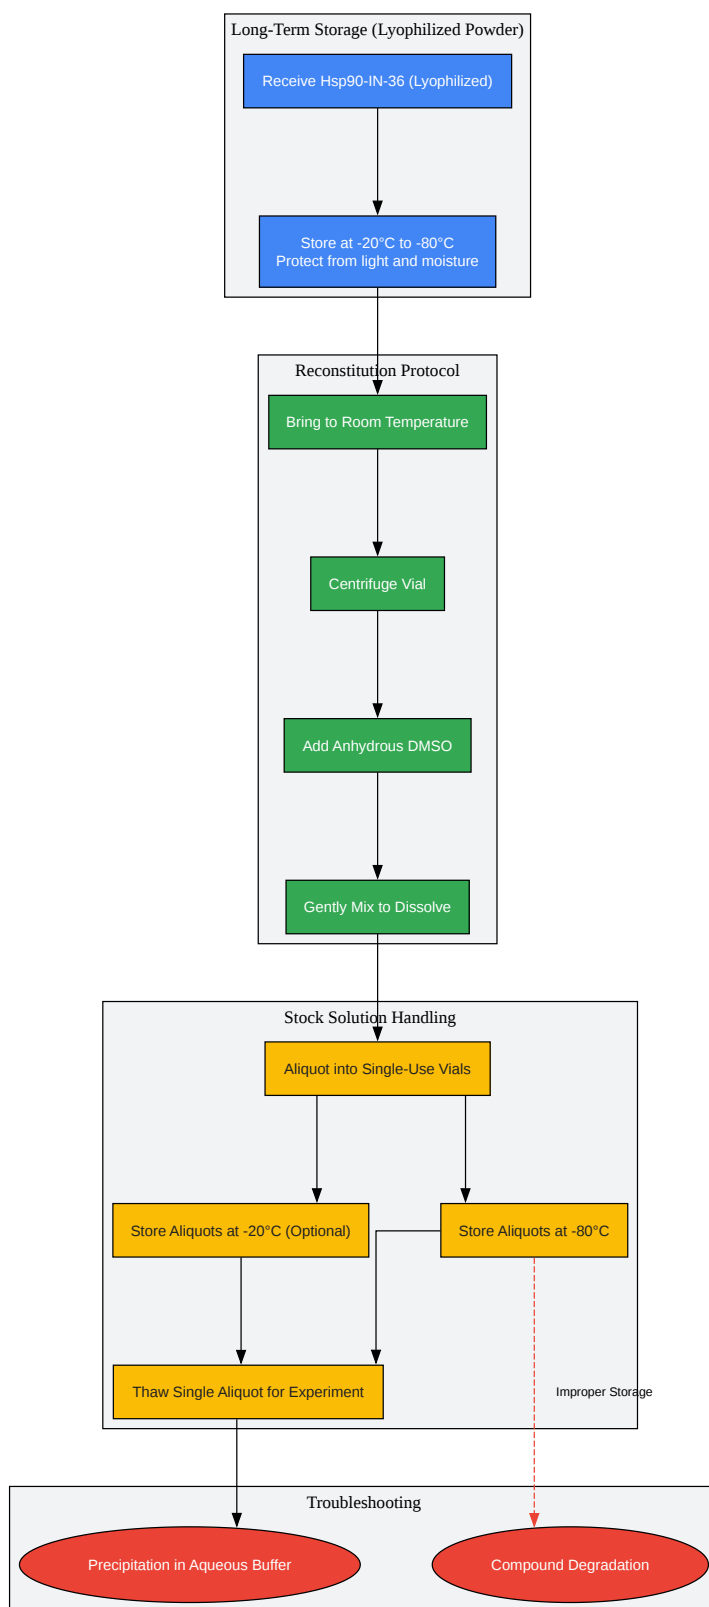 Long-Term Storage (Lyophilized Powder)
Receive Hsp90-IN-36 (Lyophilized)
Store at -20°C to -80°C
Protect from light and moisture
Reconstitution Protocol
Bring to Room Temperature
Centrifuge Vial
Add Anhydrous DMSO
Gently Mix to Dissolve
Stock Solution Handling
Aliquot into Single-Use Vials
Store Aliquots at -20°C (Optional)
Store Aliquots at -80°C
Thaw Single Aliquot for Experiment
Improper Storage
Troubleshooting
Precipitation in Aqueous Buffer
Compound Degradation